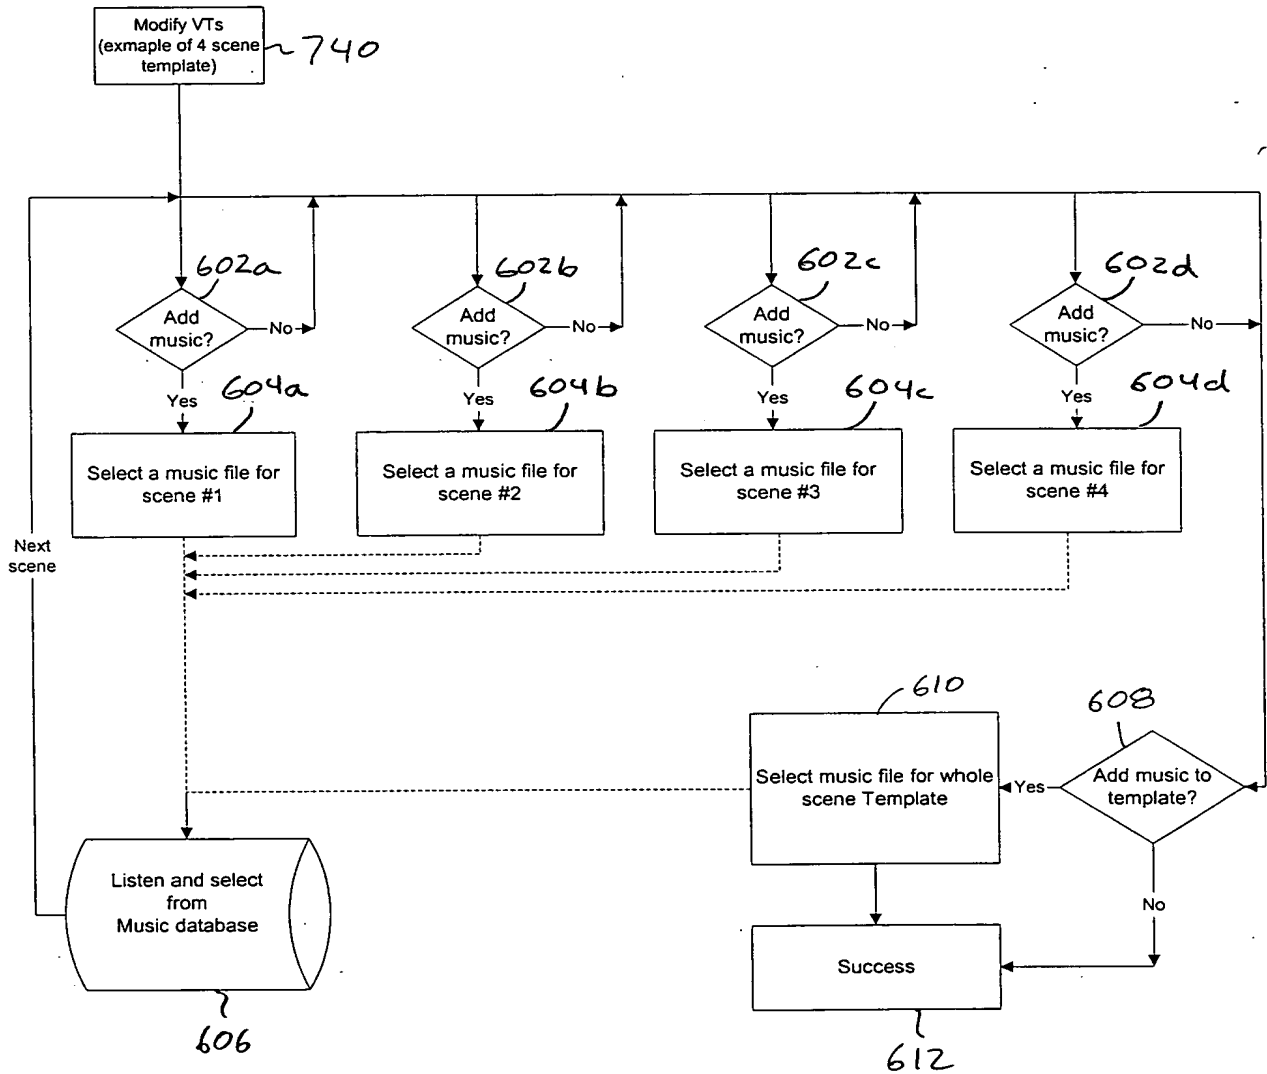 Modify VTs
(exmaple of 4 scene
template)
740
602a
602b
602c
602d
Add
music?
No
Add
music?
No
Add
music?
No
Add
music?
No
Yes
604a
Yes
604b
Yes
604c
Yes
604d
Select a music file for
scene #1
Select a music file for
scene #2
Select a music file for
scene #3
Select a music file for
scene #4
Next
scene
610
608
Select music file for whole
scene Template
Yes
Add music to
template?
Listen and select
from
Music database
No
Success
606
612